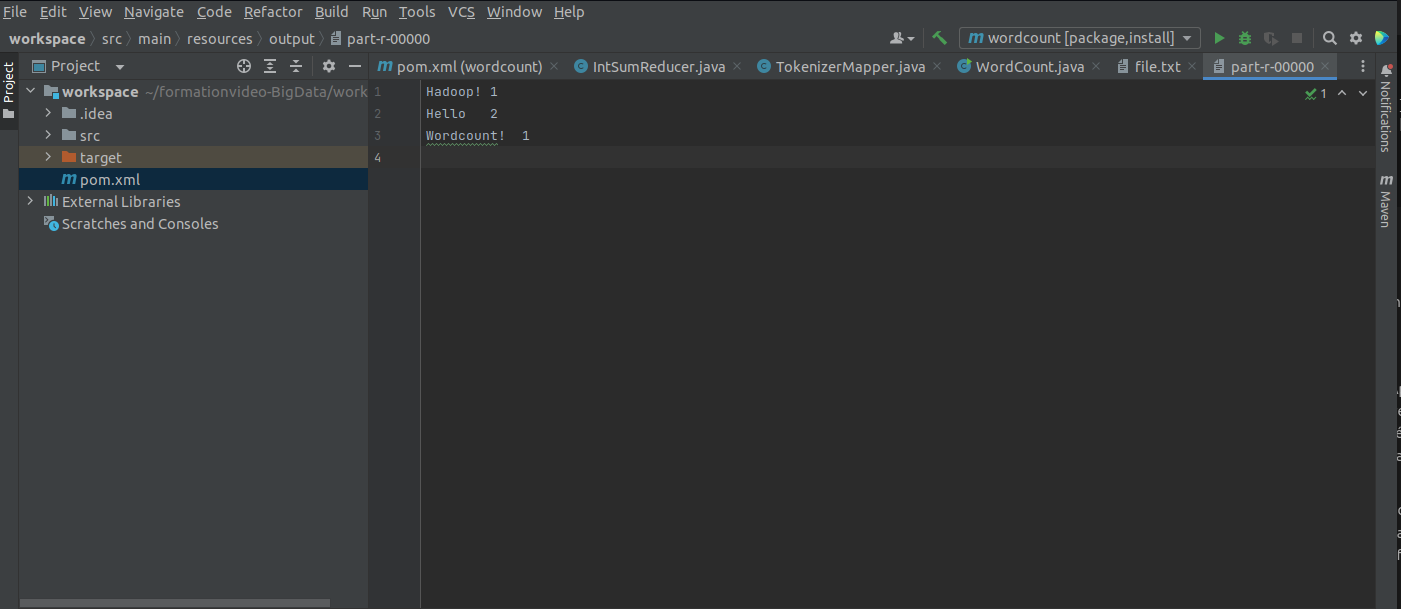 File Edit View Navigate Code Refactor Build Run Tools VCS Window Help
workspace src main resources output part-r-00000 wordcount [package,install]
Project Project pom.xml (wordcount) IntSumReducer.java TokenizerMapper.java WordCount.java file.txt part-r-00000
workspace ~/formationvideo-BigData/work 1 Hadoop! 1 1
.idea 2 Hello 2
src 3 Wordcount! 1
target 4
pom.xml
External Libraries
Scratches and Consoles
Notifications
Maven